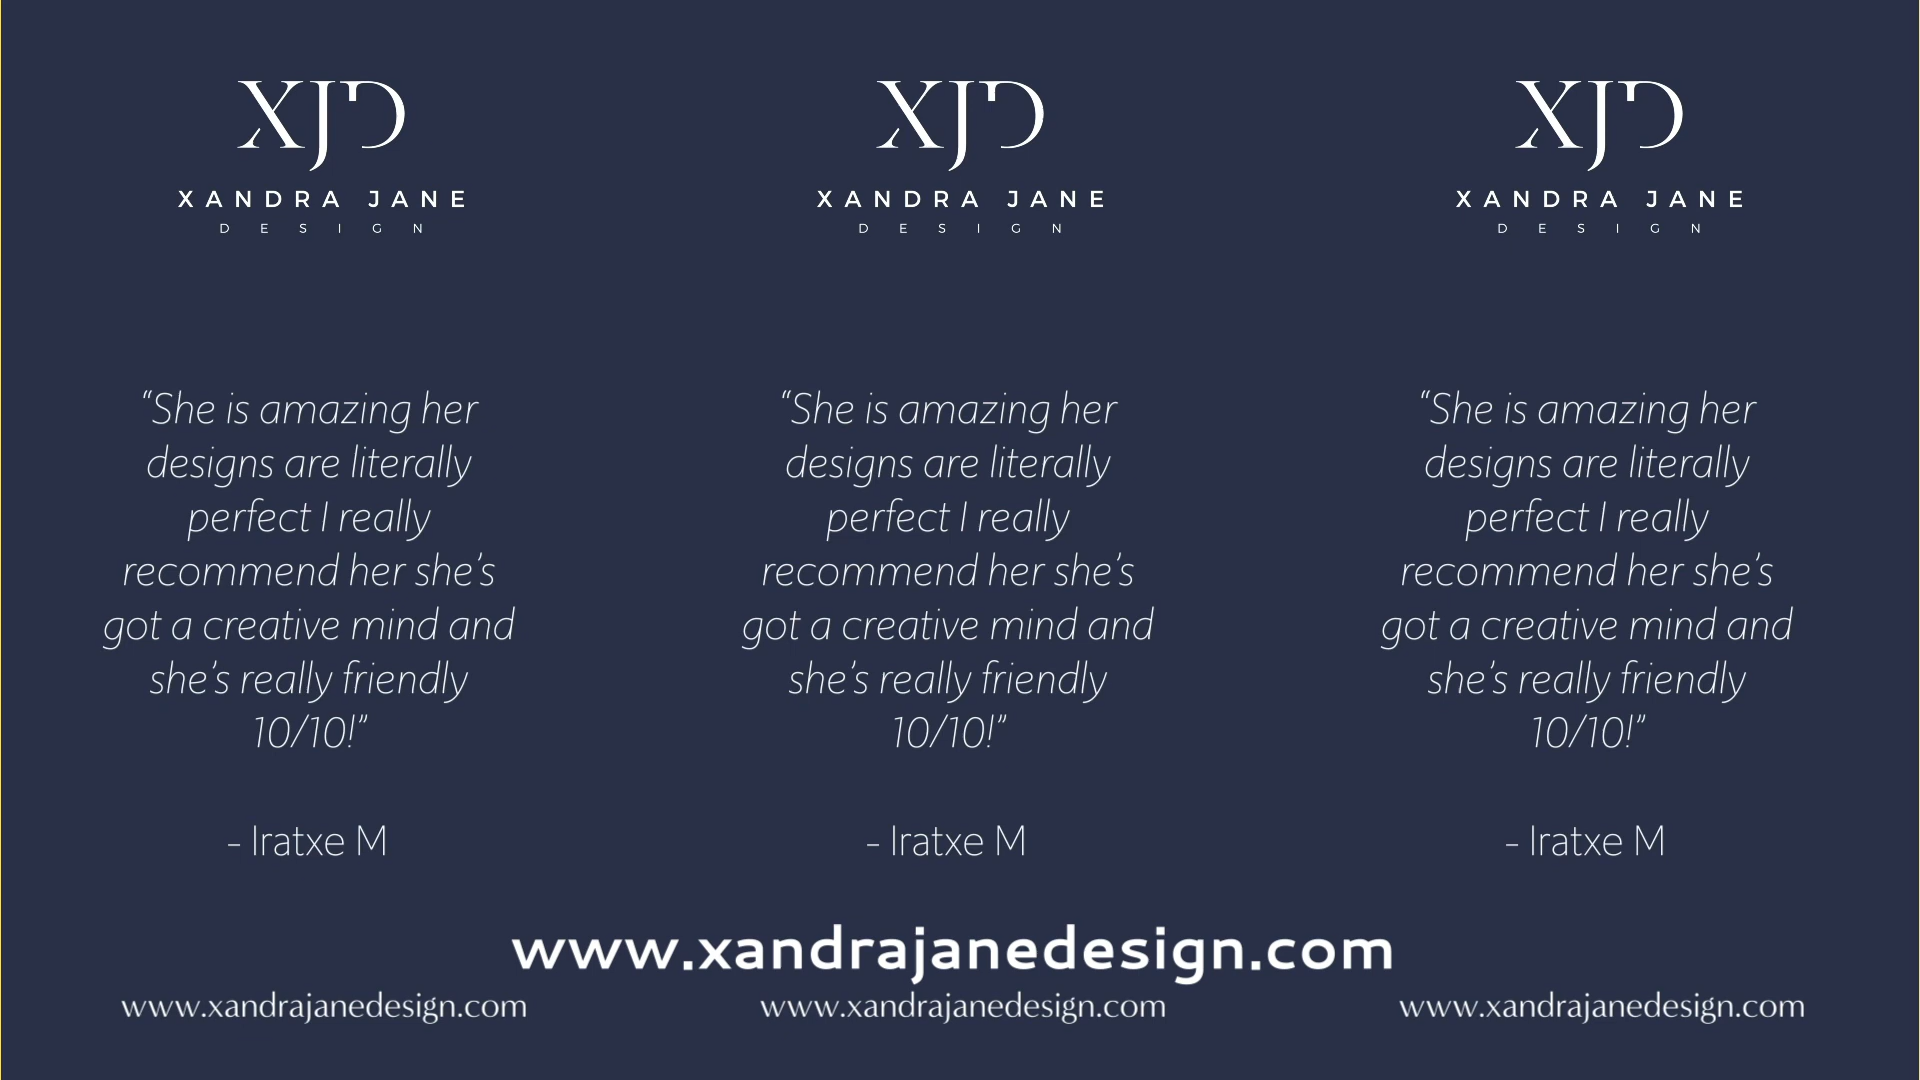 XJD
XANDRA JANE
DESIGN
“She is amazing her
designs are literally
perfect I really
recommend her she’s
got a creative mind and
she’s really friendly
10/10!”
- Iratxe M
www.xandrajanedesign.com
XJD
XANDRA JANE
DESIGN
“She is amazing her
designs are literally
perfect I really
recommend her she’s
got a creative mind and
she’s really friendly
10/10!”
- Iratxe M
www.xandrajanedesign.com
XJD
XANDRA JANE
DESIGN
“She is amazing her
designs are literally
perfect I really
recommend her she’s
got a creative mind and
she’s really friendly
10/10!”
- Iratxe M
www.xandrajanedesign.com
www.xandrajanedesign.com